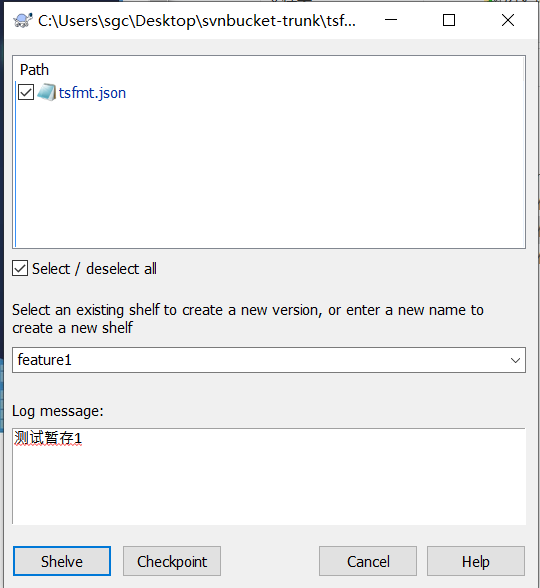 C:\Users\sgc\Desktop\svnbucket-trunk\tsf...
Path
tsfmt.json
Select / deselect all
Select an existing shelf to create a new version, or enter a new name to
create a new shelf
feature1
Log message:
测试暂存1
Shelve
Checkpoint
Cancel
Help